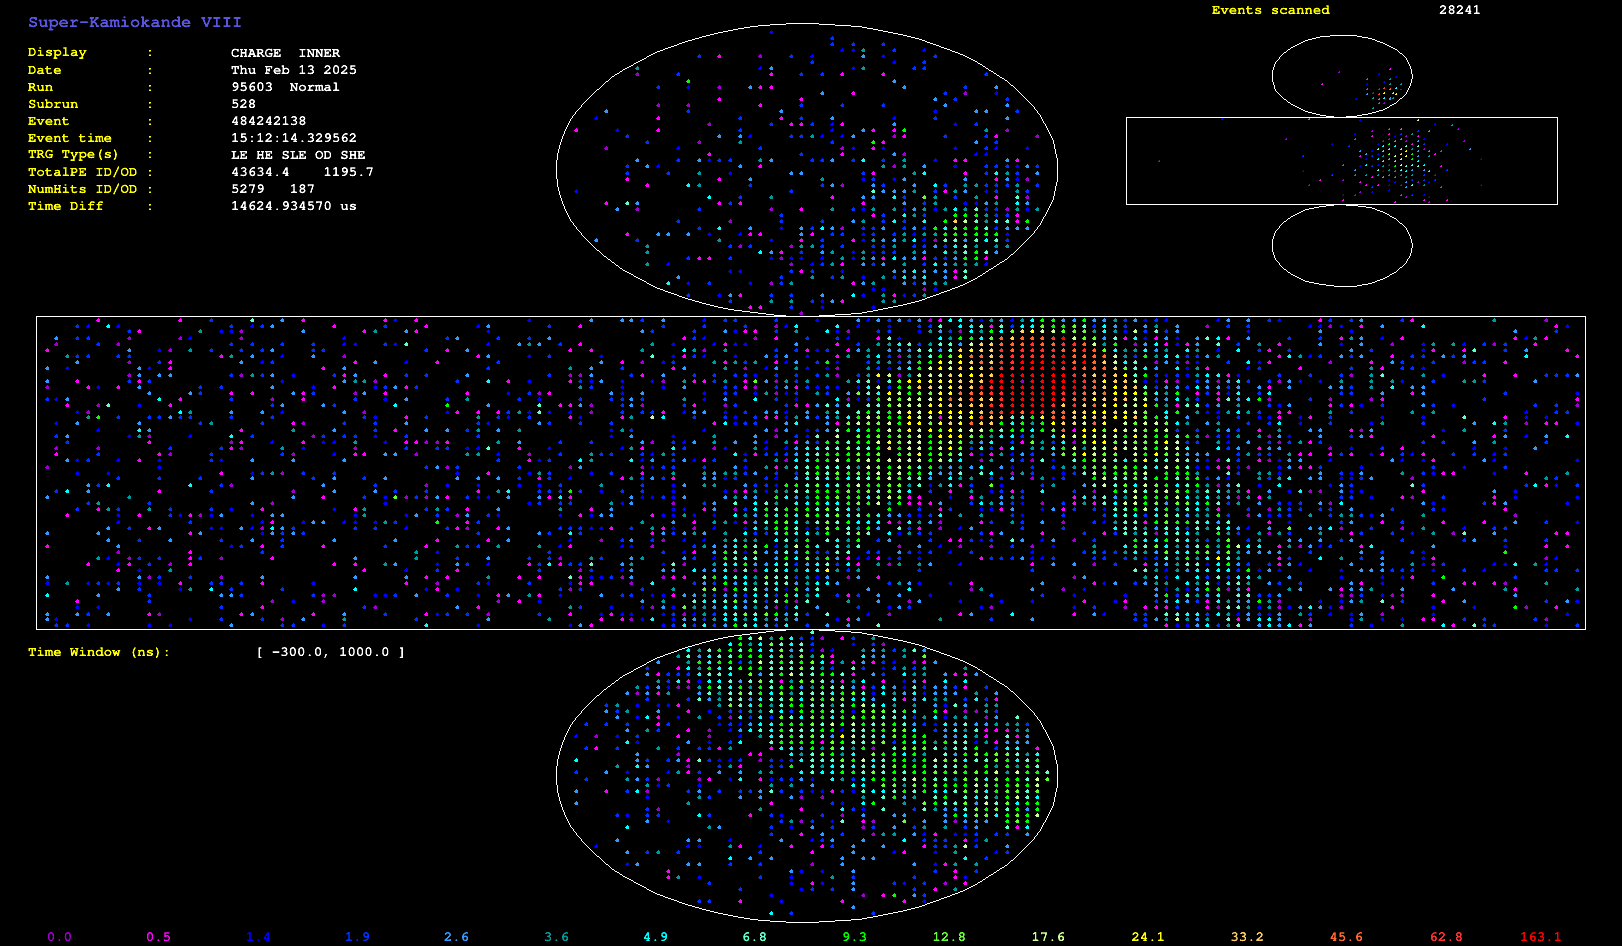 Super-Kamiokande VIII
Events scanned 28241
Display : CHARGE INNER
Date : Thu Feb 13 2025
Run : 95603 Normal
Subrun : 528
Event : 484242138
Event time : 15:12:14.329562
TRG Type(s) : LE HE SLE OD SHE
TotalPE ID/OD : 43634.4 1195.7
NumHits ID/OD : 5279 187
Time Diff : 14624.934570 us
Time Window (ns): [ -300.0, 1000.0 ]
0.0 0.5 1.4 1.9 2.6 3.6 4.9 6.8 9.3 12.8 17.6 24.1 33.2 45.6 62.8 163.1